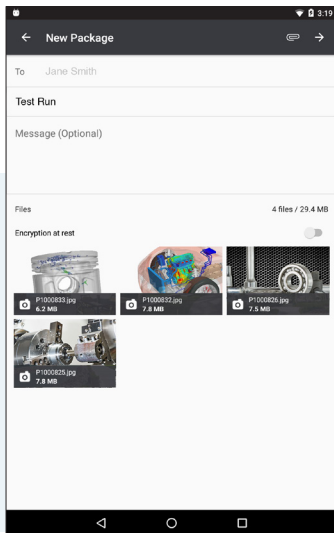 3:19
New Package
To Jane Smith
Test Run
Message (Optional)
Files 4 files / 29.4 MB
Encryption at rest
P1000833.jpg
6.2 MB
P1000832.jpg
7.8 MB
P1000826.jpg
7.5 MB
P1000825.jpg
7.8 MB